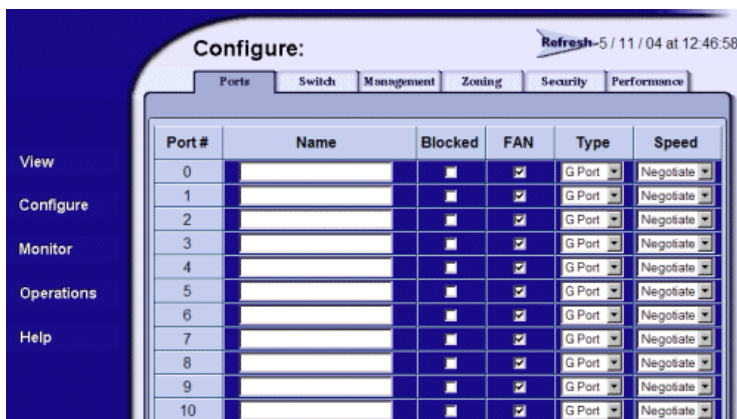 Configure:
Refresh-5 / 11 / 04 at 12:46:58
Ports Switch Management Zoning Security Performance
View
Configure
Monitor
Operations
Help
Port # Name Blocked FAN Type Speed
0 G Port Negotiate
1 G Port Negotiate
2 G Port Negotiate
3 G Port Negotiate
4 G Port Negotiate
5 G Port Negotiate
6 G Port Negotiate
7 G Port Negotiate
8 G Port Negotiate
9 G Port Negotiate
10 G Port Negotiate